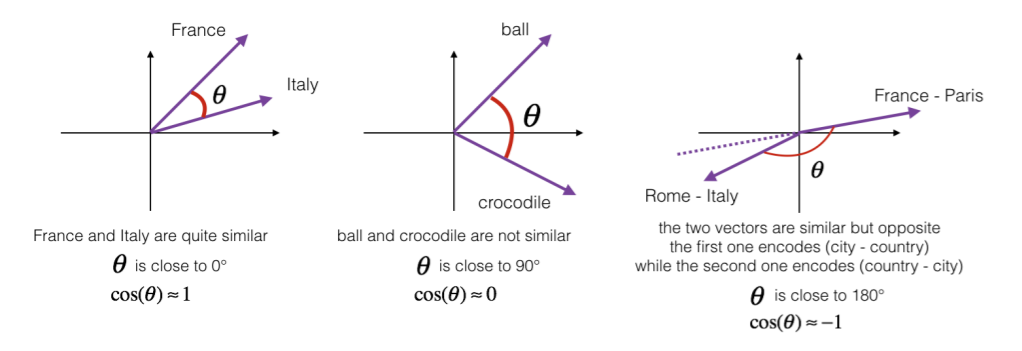 France
θ
Italy
France and Italy are quite similar
θ is close to 0°
cos(θ) ≈ 1
ball
θ
crocodile
ball and crocodile are not similar
θ is close to 90°
cos(θ) ≈ 0
France - Paris
θ
Rome - Italy
the two vectors are similar but opposite
the first one encodes (city - country)
while the second one encodes (country - city)
θ is close to 180°
cos(θ) ≈ −1